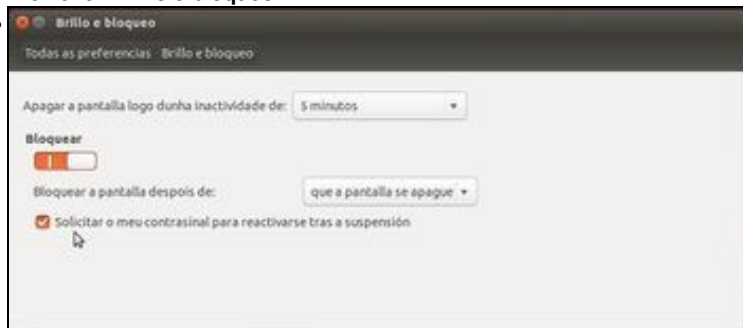 Brillo e bloqueo
Todas as preferencias Brillo e bloqueo
Apagar a pantalla logo dunha inactividade de: 5 minutos
Bloquear
Bloquear a pantalla despois de: que a pantalla se apague
Solicitar o meu contrasinal para reactivarse tras a suspensión